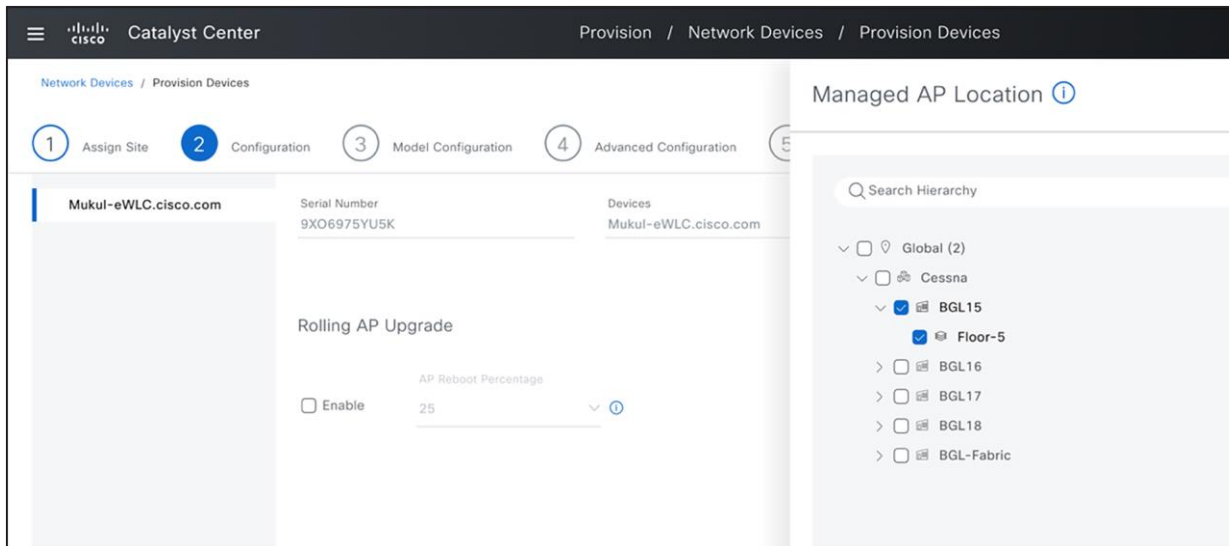 cisco Catalyst Center
Provision / Network Devices / Provision Devices
Network Devices / Provision Devices
1 Assign Site 2 Configuration 3 Model Configuration 4 Advanced Configuration 5
Mukul-eWLC.cisco.com
Serial Number
9XO6975YU5K
Devices
Mukul-eWLC.cisco.com
Rolling AP Upgrade
AP Reboot Percentage
Enable
25
Managed AP Location
Search Hierarchy
Global (2)
Cessna
BGL15
Floor-5
BGL16
BGL17
BGL18
BGL-Fabric